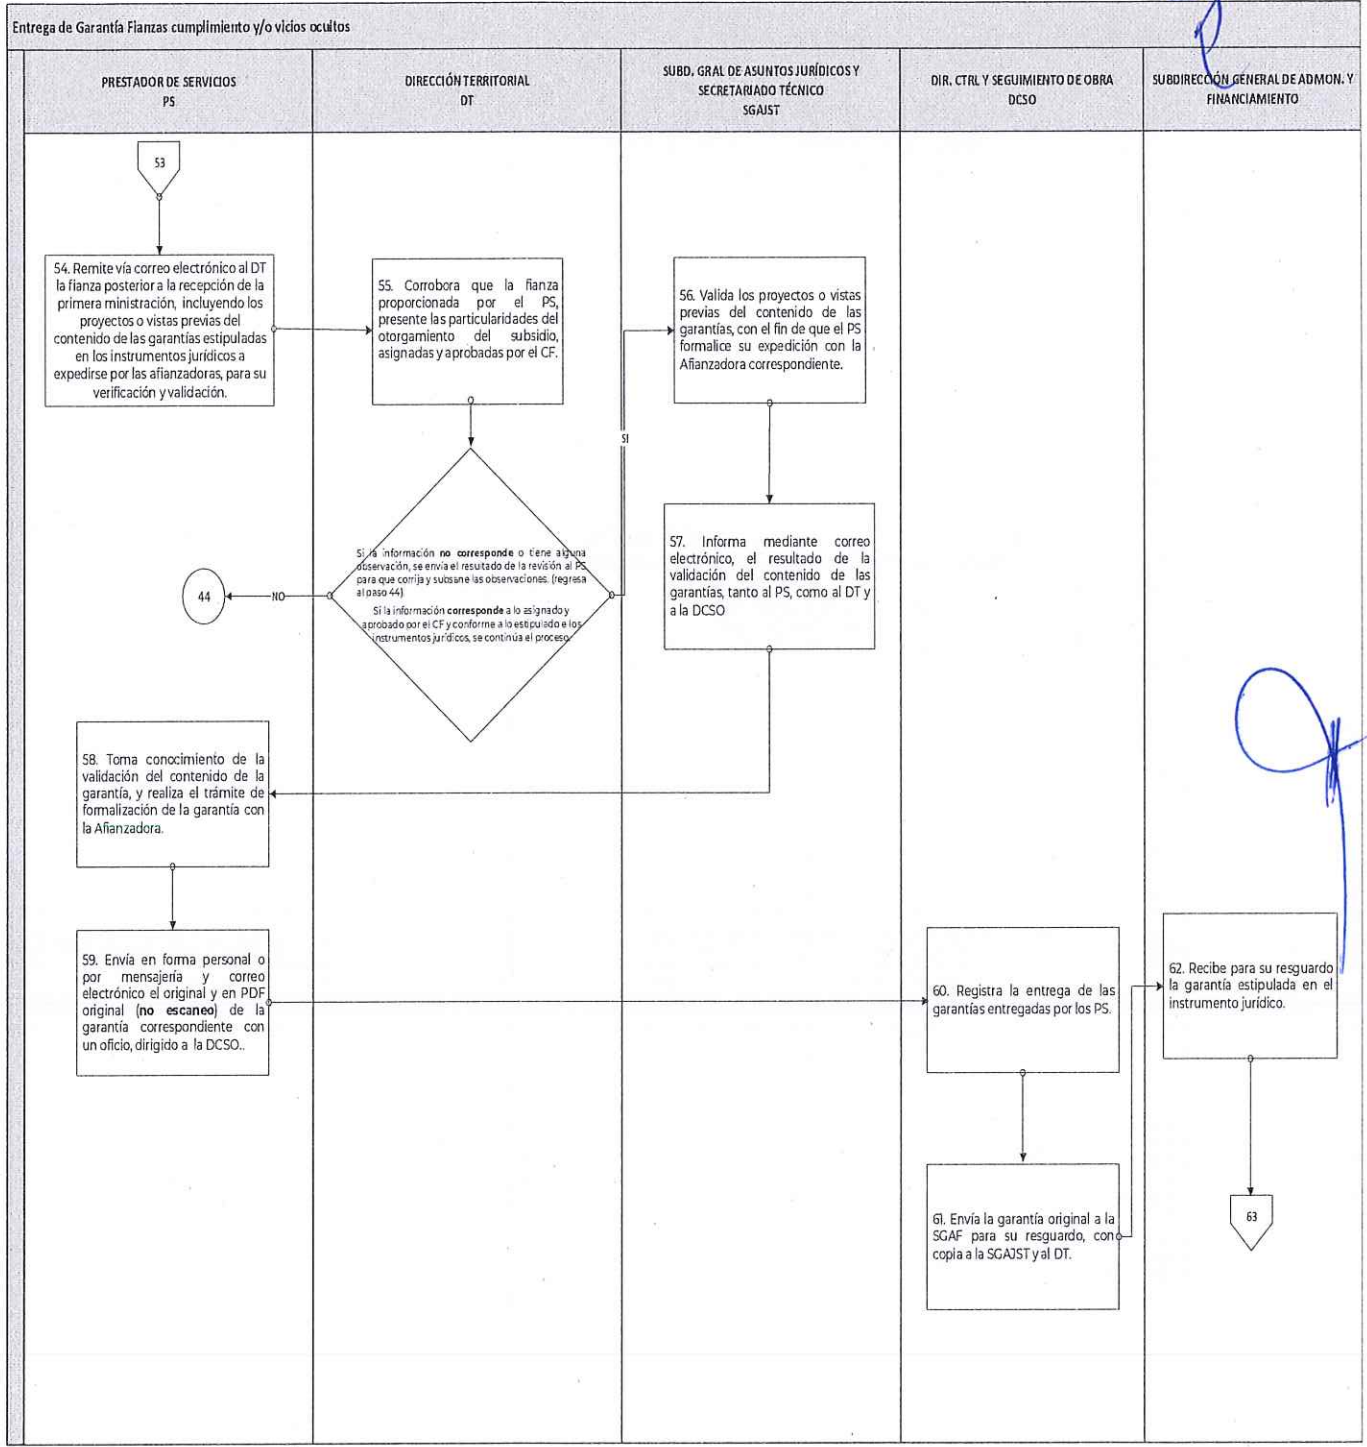 Entrega de Garantía Fianzas cumplimiento y/o vicios ocultos
PRESTADOR DE SERVICIOS
PS
DIRECCIÓN TERRITORIAL
DT
SUBD. GRAL DE ASUNTOS JURÍDICOS Y
SECRETARIADO TÉCNICO
SGAJST
DIR. CTRL Y SEGUIMIENTO DE OBRA
DCSO
SUBDIRECCIÓN GENERAL DE ADMON. Y
FINANCIAMIENTO
53
54. Remite vía correo electrónico al DT
la fianza posterior a la recepción de la
primera ministración, incluyendo los
proyectos o vistas previas del
contenido de las garantías estipuladas
en los instrumentos jurídicos a
expedirse por las afianzadoras, para su
verificación y validación.
55. Corrobora que la fianza
proporcionada por el PS,
presente las particularidades del
otorgamiento del subsidio,
asignadas y aprobadas por el CF.
56. Valida los proyectos o vistas
previas del contenido de las
garantías, con el fin de que el PS
formalice su expedición con la
Afianzadora correspondiente.
SI
Si la información no corresponde o tiene alguna
observación, se envía el resultado de la revisión al PS
para que corrija y subsane las observaciones. (regresa
al paso 44)
Si la información corresponde a lo asignado y
aprobado por el CF y conforme a lo estipulado e los
instrumentos jurídicos, se continúa el proceso.
NO
44
57. Informa mediante correo
electrónico, el resultado de la
validación del contenido de las
garantías, tanto al PS, como al DT y
a la DCSO
58. Toma conocimiento de la
validación del contenido de la
garantía, y realiza el trámite de
formalización de la garantía con
la Afianzadora.
59. Envía en forma personal o
por mensajería y correo
electrónico el original y en PDF
original (no escaneo) de la
garantía correspondiente con
un oficio, dirigido a la DCSO..
60. Registra la entrega de las
garantías entregadas por los PS.
61. Envía la garantía original a la
SGAF para su resguardo, con
copia a la SGAJST y al DT.
62. Recibe para su resguardo
la garantía estipulada en el
instrumento jurídico.
63